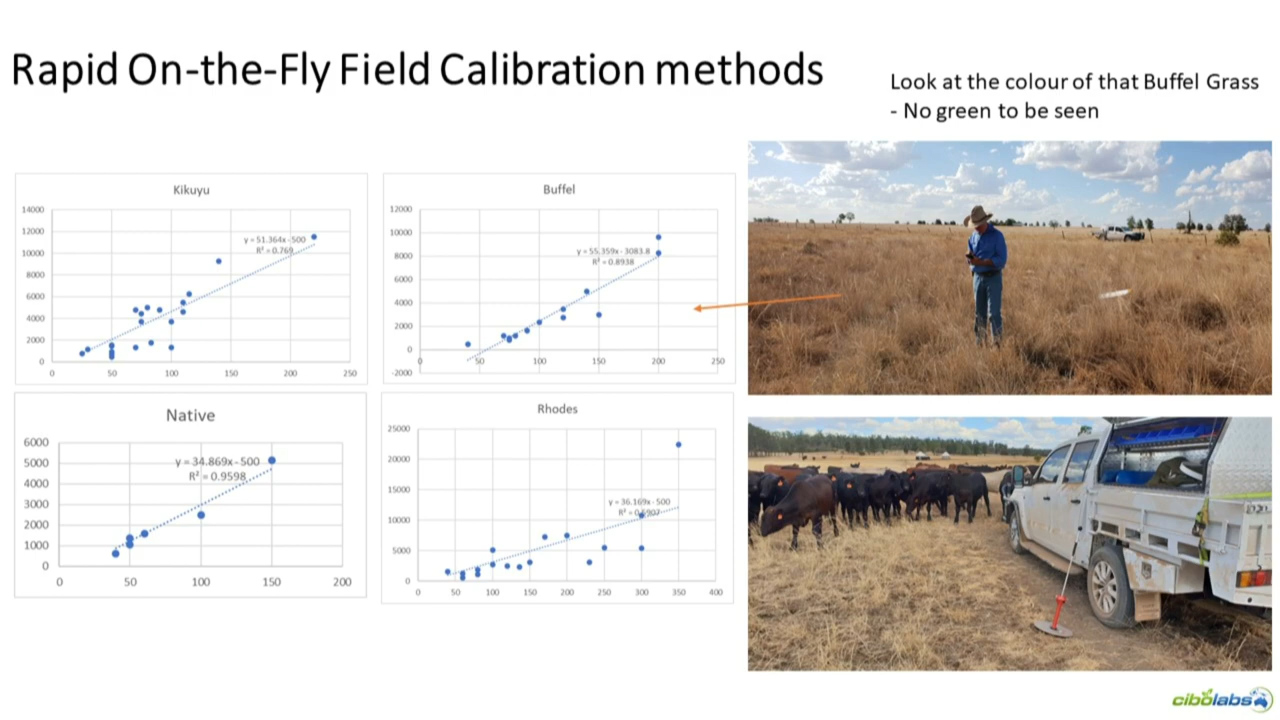 Rapid On-the-Fly Field Calibration methods
Look at the colour of that Buffel Grass
- No green to be seen
Kikuyu
14000
12000
10000
8000
6000
4000
2000
0
y = 51.364x - 500
R² = 0.769
0 50 100 150 200 250
Buffel
12000
10000
8000
6000
4000
2000
0
-2000
y = 55.359x - 3083.8
R² = 0.8938
0 50 100 150 200 250
Native
6000
5000
4000
3000
2000
1000
0
y = 34.869x - 500
R² = 0.9598
0 50 100 150 200
Rhodes
25000
20000
15000
10000
5000
0
y = 36.169x - 500
R² = 0.5907
0 50 100 150 200 250 300 350 400
cibolabs